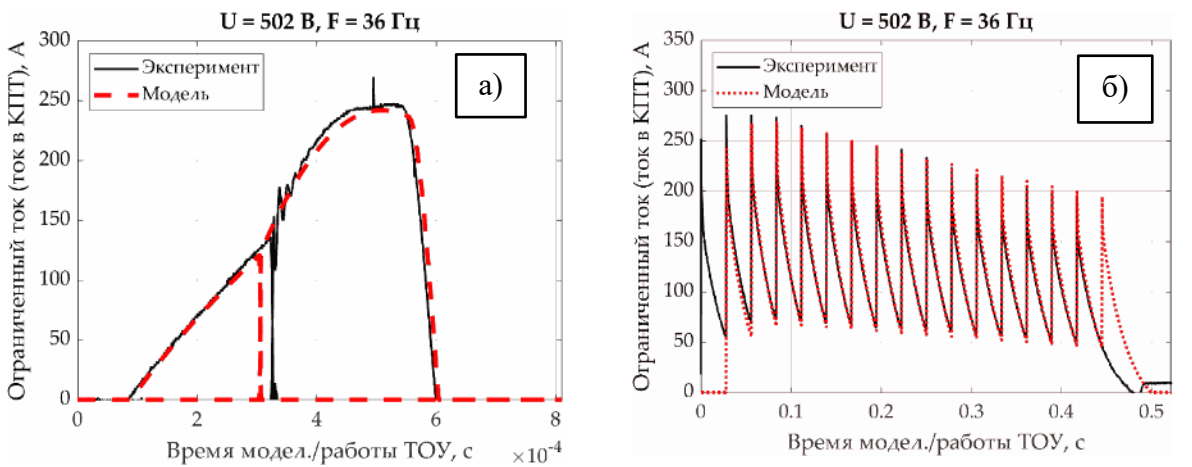 U = 502 В, F = 36 Гц
Ограниченный ток (ток в КПТ), А
300
250
200
150
100
50
0
Эксперимент
Модель
а)
0
2
4
6
8
×10⁻⁴
Время модел./работы ТОУ, с
U = 502 В, F = 36 Гц
Ограниченный ток (ток в КПТ), А
350
300
250
200
150
100
50
0
Эксперимент
Модель
б)
0
0.1
0.2
0.3
0.4
0.5
Время модел./работы ТОУ, с